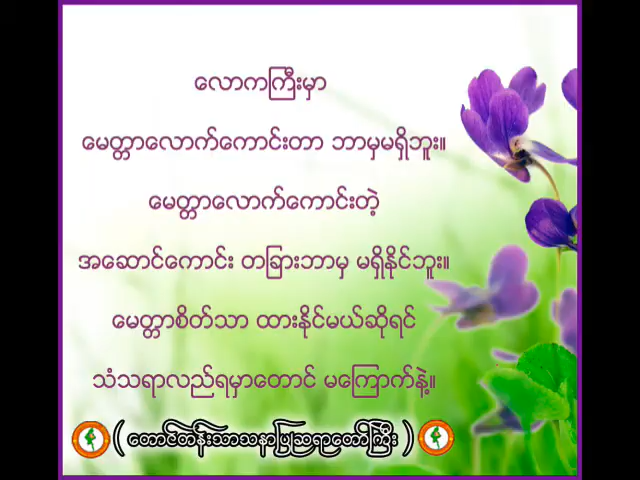 လောကကြီးမှာ
မေတ္တာလောက်ကောင်းတာ ဘာမှမရှိဘူး။
မေတ္တာလောက်ကောင်းတဲ့
အဆောင်ကောင်း တခြားဘာမှ မရှိနိုင်ဘူး။
မေတ္တာစိတ်သာ ထားနိုင်မယ်ဆိုရင်
သံသရာလည်ရမှာတောင် မကြောက်နဲ့။
( တောင်တန်းသာသနာပြုဆရာတော်ကြီး )